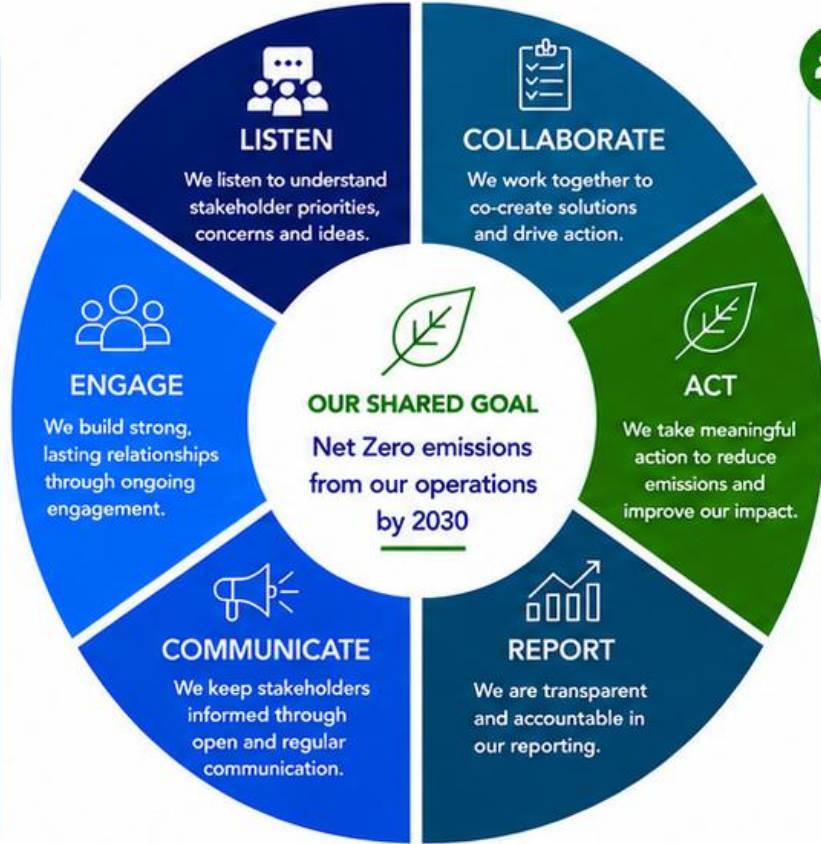 LISTEN
We listen to understand
stakeholder priorities,
concerns and ideas.
COLLABORATE
We work together to
co-create solutions
and drive action.
ENGAGE
We build strong,
lasting relationships
through ongoing
engagement.
OUR SHARED GOAL
Net Zero emissions
from our operations
by 2030
ACT
We take meaningful
action to reduce
emissions and
improve our impact.
COMMUNICATE
We keep stakeholders
informed through
open and regular
communication.
REPORT
We are transparent
and accountable in
our reporting.